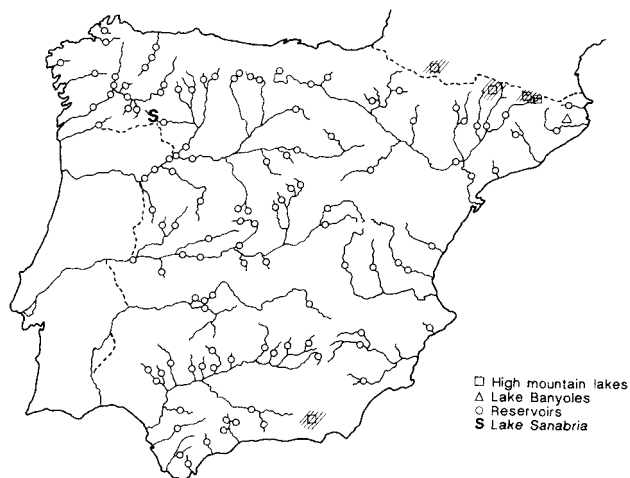 S
High mountain lakes
Lake Banyoles
Reservoirs
S Lake Sanabria